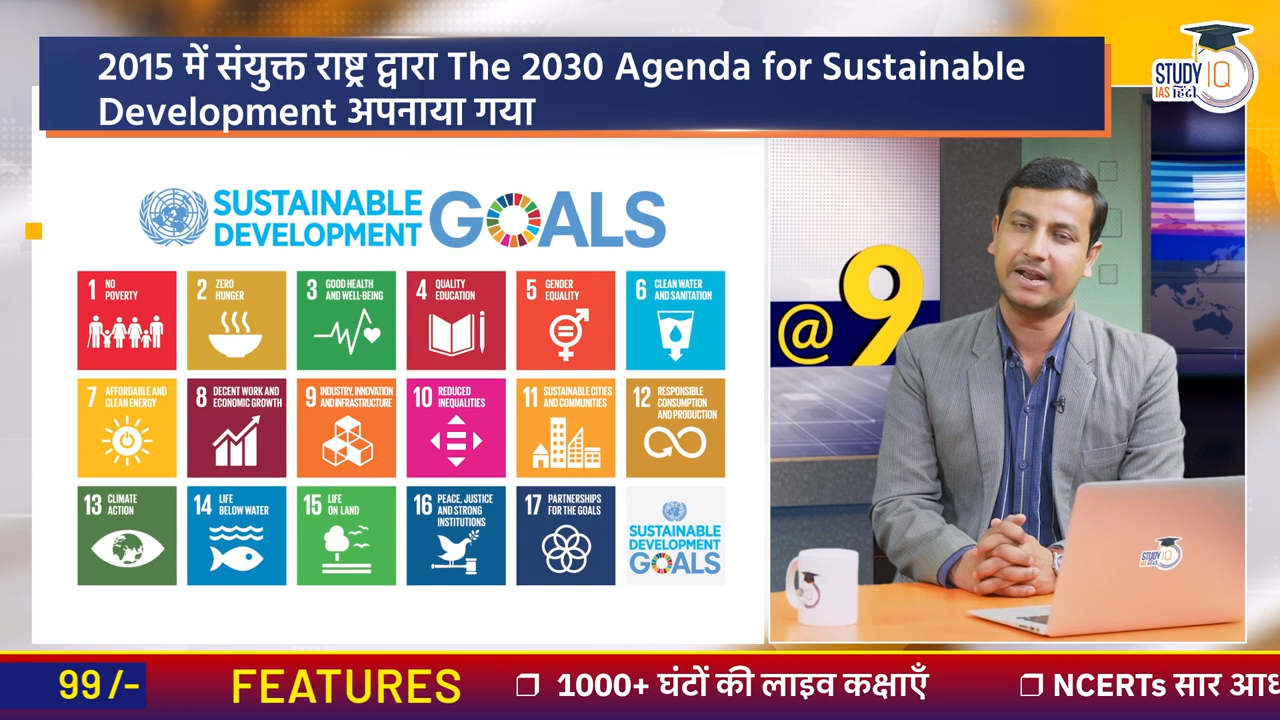 2015 में संयुक्त राष्ट्र द्वारा The 2030 Agenda for Sustainable
Development अपनाया गया
STUDY IQ
IAS हिंदी
SUSTAINABLE
DEVELOPMENT
GOALS
1 NO
POVERTY
2 ZERO
HUNGER
3 GOOD HEALTH
AND WELL-BEING
4 QUALITY
EDUCATION
5 GENDER
EQUALITY
6 CLEAN WATER
AND SANITATION
7 AFFORDABLE AND
CLEAN ENERGY
8 DECENT WORK AND
ECONOMIC GROWTH
9 INDUSTRY, INNOVATION
AND INFRASTRUCTURE
10 REDUCED
INEQUALITIES
11 SUSTAINABLE CITIES
AND COMMUNITIES
12 RESPONSIBLE
CONSUMPTION
AND PRODUCTION
13 CLIMATE
ACTION
14 LIFE
BELOW WATER
15 LIFE
ON LAND
16 PEACE, JUSTICE
AND STRONG
INSTITUTIONS
17 PARTNERSHIPS
FOR THE GOALS
SUSTAINABLE
DEVELOPMENT
GOALS
@9
STUDY IQ
IAS हिंदी
99/-
FEATURES
1000+ घंटों की लाइव कक्षाएँ
NCERTs सार